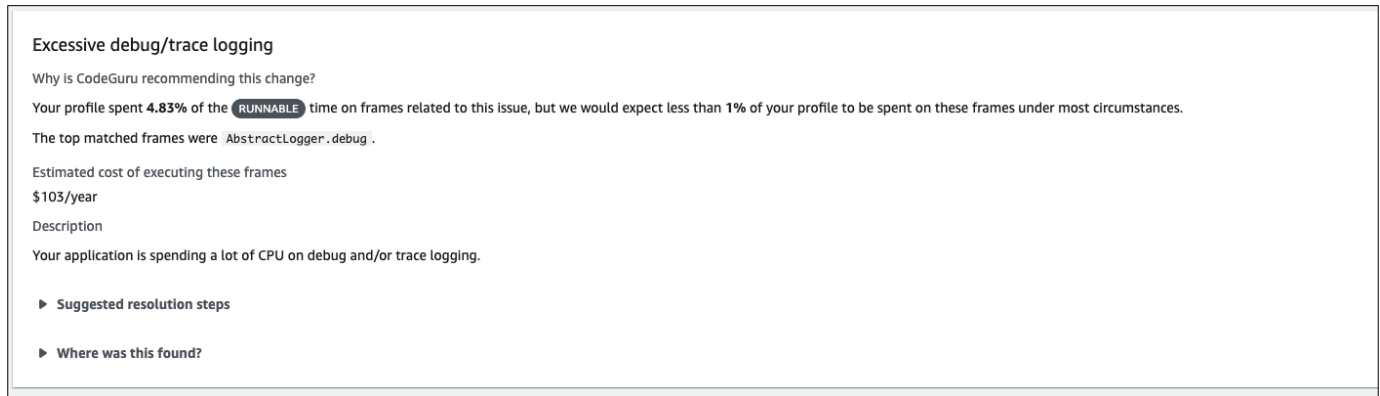 Excessive debug/trace logging
Why is CodeGuru recommending this change?
Your profile spent 4.83% of the RUNNABLE time on frames related to this issue, but we would expect less than 1% of your profile to be spent on these frames under most circumstances.
The top matched frames were AbstractLogger.debug .
Estimated cost of executing these frames
$103/year
Description
Your application is spending a lot of CPU on debug and/or trace logging.
Suggested resolution steps
Where was this found?